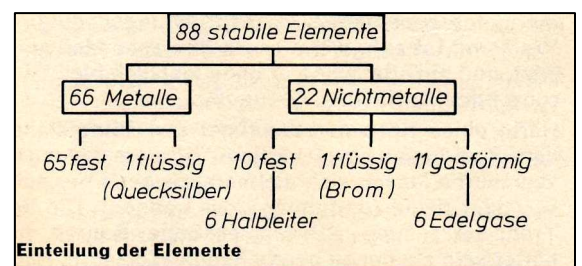 88 stabile Elemente
66 Metalle 22 Nichtmetalle
65 fest 1 flüssig 10 fest 1 flüssig 11 gasförmig
(Quecksilber) (Brom)
6 Halbleiter 6 Edelgase
Einteilung der Elemente